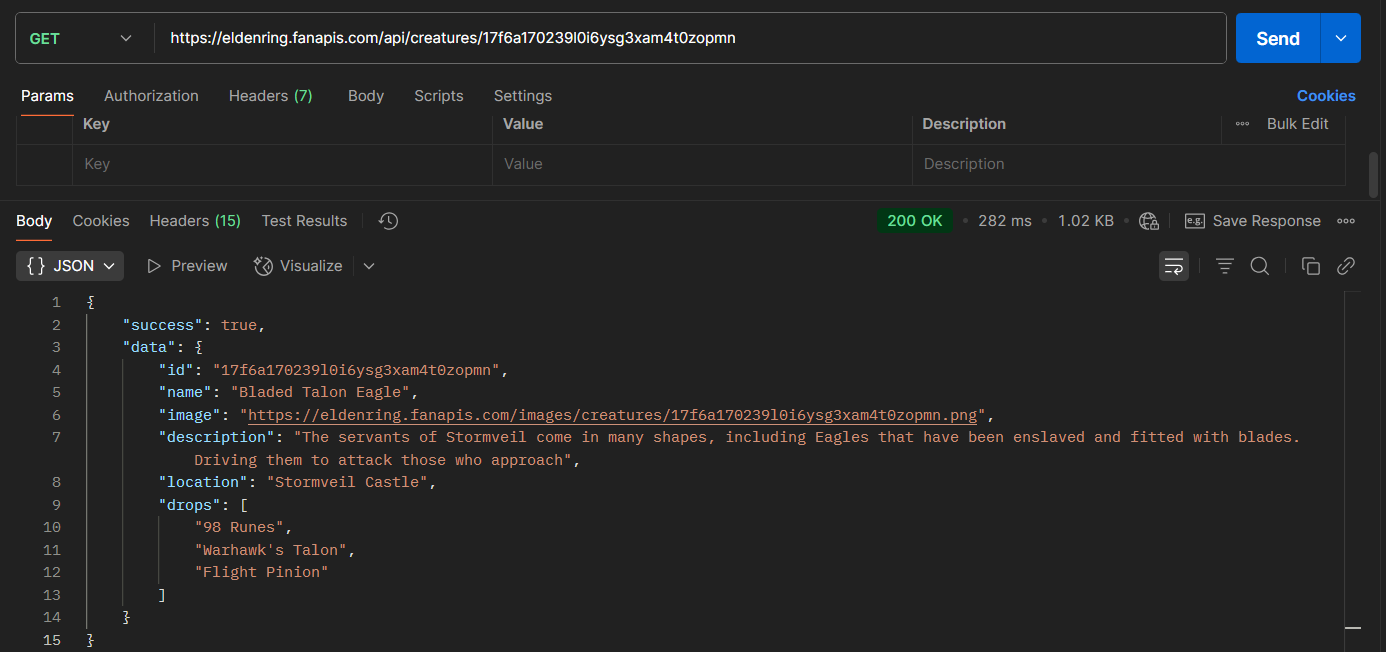 GET https://eldenring.fanapis.com/api/creatures/17f6a170239l0i6ysg3xam4t0zopmn Send
Params Authorization Headers (7) Body Scripts Settings Cookies
Key Value Description Bulk Edit
Key Value Description
Body Cookies Headers (15) Test Results 200 OK • 282 ms • 1.02 KB • e.g. Save Response
{} JSON Preview Visualize
1 {
2 "success": true,
3 "data": {
4 "id": "17f6a170239l0i6ysg3xam4t0zopmn",
5 "name": "Bladed Talon Eagle",
6 "image": "https://eldenring.fanapis.com/images/creatures/17f6a170239l0i6ysg3xam4t0zopmn.png",
7 "description": "The servants of Stormveil come in many shapes, including Eagles that have been enslaved and fitted with blades.
Driving them to attack those who approach",
8 "location": "Stormveil Castle",
9 "drops": [
10 "98 Runes",
11 "Warhawk's Talon",
12 "Flight Pinion"
13 ]
14 }
15 }